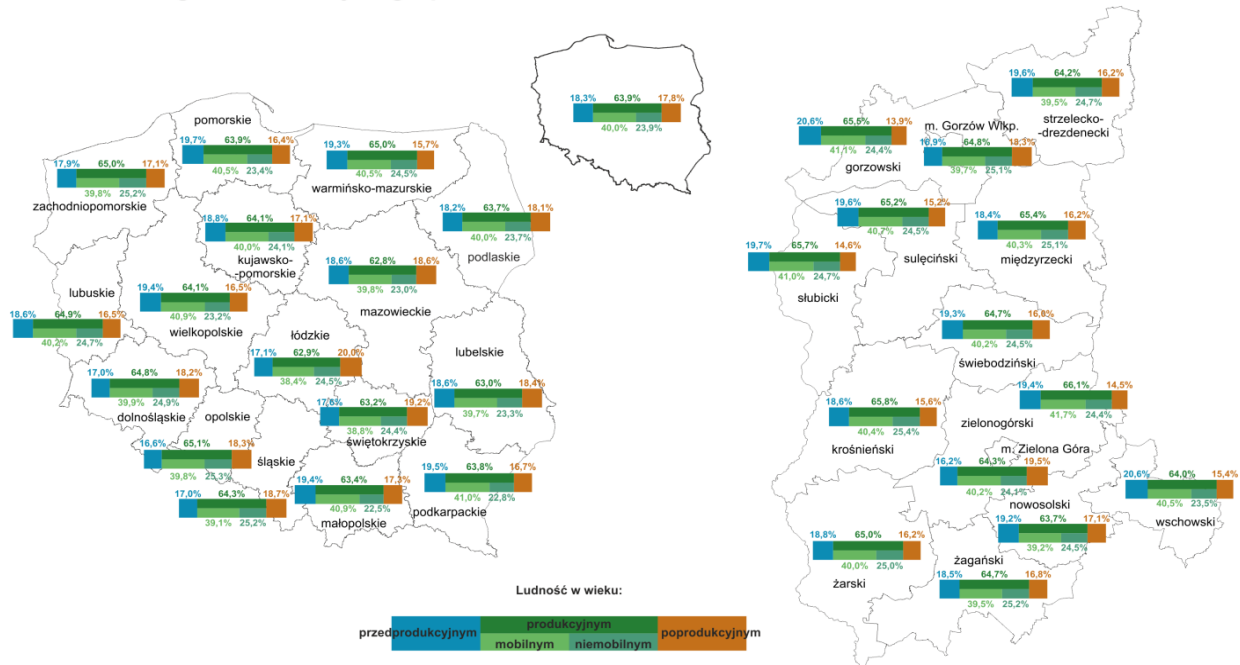 18,3% 63,9% 17,8%
40,0% 23,9%
pomorskie
19,7% 63,9% 16,4%
40,5% 23,4%
19,3% 65,0% 15,7%
40,5% 24,5%
warmińsko-mazurskie
17,9% 65,0% 17,1%
39,8% 25,2%
zachodniopomorskie
18,8% 64,1% 17,1%
40,0% 24,1%
kujawsko-
-pomorskie
18,2% 63,7% 18,1%
40,0% 23,7%
podlaskie
18,6% 62,8% 18,6%
39,8% 23,0%
mazowieckie
lubuskie
18,6% 64,9% 16,5%
40,2% 24,7%
19,4% 64,1% 16,5%
40,9% 23,2%
wielkopolskie
łódzkie
17,1% 62,9% 20,0%
38,4% 24,5%
lubelskie
18,6% 63,0% 18,4%
39,7% 23,3%
17,0% 64,8% 18,2%
39,9% 24,9%
dolnośląskie
opolskie
16,6% 65,1% 18,3%
39,8% 25,3%
63,2% 19,2%
38,8% 24,4%
świętokrzyskie
śląskie
17,0% 64,3% 18,7%
39,1% 25,2%
19,4% 63,4% 17,3%
40,9% 22,5%
małopolskie
19,5% 63,8% 16,7%
41,0% 22,8%
podkarpackie
19,6% 64,2% 16,2%
39,5% 24,7%
strzelecko-
-drezdenecki
20,6% 65,5% 13,9%
41,1% 24,4%
gorzowski
m. Gorzów Wlkp.
16,9% 64,8% 18,3%
39,7% 25,1%
19,6% 65,2% 15,2%
40,7% 24,5%
sulęciński
18,4% 65,4% 16,2%
40,3% 25,1%
międzyrzecki
19,7% 65,7% 14,6%
41,0% 24,7%
słubicki
19,3% 64,7% 16,0%
40,2% 24,5%
świebodziński
19,4% 66,1% 14,5%
41,7% 24,4%
zielonogórski
18,6% 65,8% 15,6%
40,4% 25,4%
krośnieński
m. Zielona Góra
16,2% 64,3% 19,5%
40,2% 24,1%
nowosolski
19,2% 63,7% 17,1%
39,2% 24,5%
20,6% 64,0% 15,4%
40,5% 23,5%
wschowski
18,8% 65,0% 16,2%
40,0% 25,0%
żarski
żagański
18,5% 64,7% 16,8%
39,5% 25,2%
Ludność w wieku:
przedprodukcyjnym produkcyjnym poprodukcyjnym
mobilnym niemobilnym